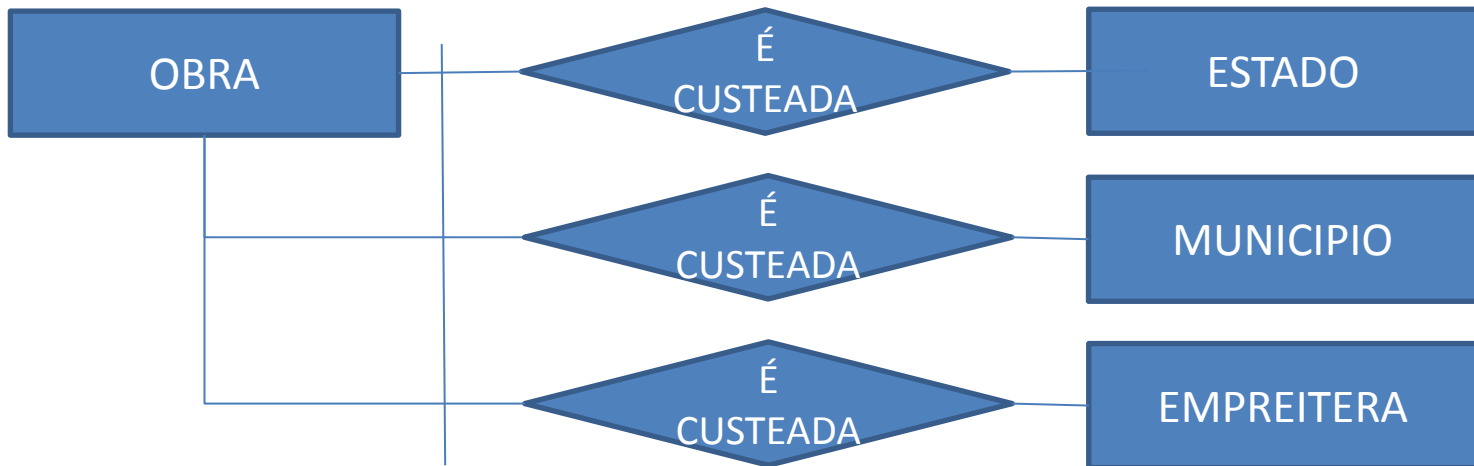 OBRA
É
CUSTEADA
ESTADO
É
CUSTEADA
MUNICIPIO
É
CUSTEADA
EMPREITERA